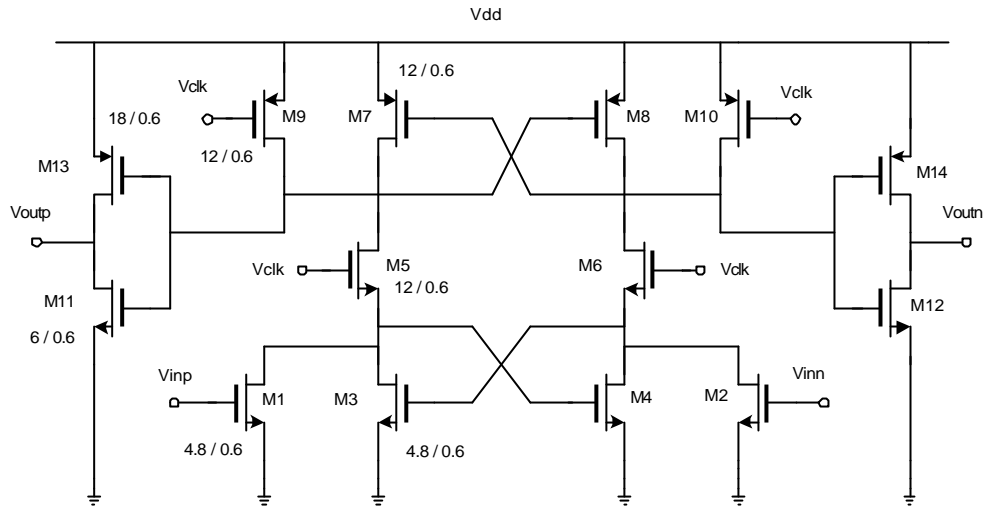 Vdd
12 / 0.6
Vclk
M9
M7
M8
M10
Vclk
18 / 0.6
12 / 0.6
M13
M14
Voutp
Voutn
Vclk
M5
M6
Vclk
12 / 0.6
M11
M12
6 / 0.6
Vinp
M1
M3
M4
M2
Vinn
4.8 / 0.6
4.8 / 0.6